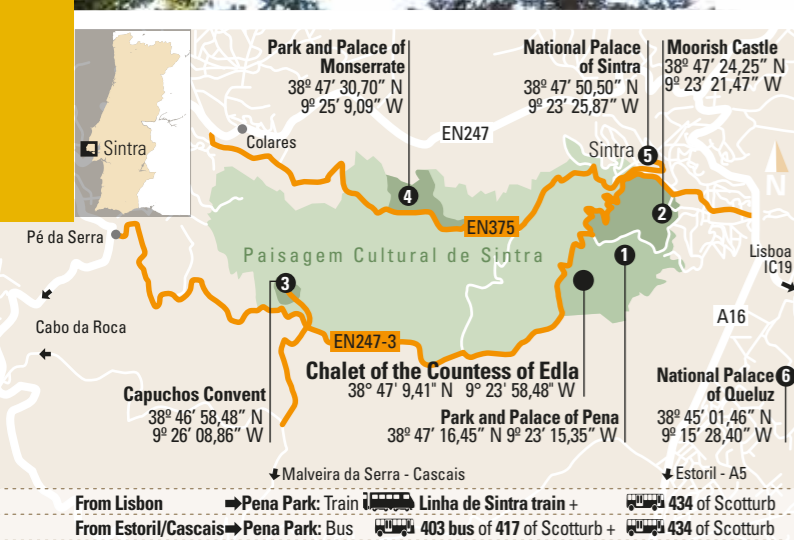 Park and Palace of
Monserrate
38º 47′ 30,70″ N
9º 25′ 9,09″ W
National Palace
of Sintra
38º 47′ 50,50″ N
9º 23′ 25,87″ W
Moorish Castle
38º 47′ 24,25″ N
9º 23′ 21,47″ W
Sintra
Colares
EN247
Sintra
5
N
4
2
EN375
Pé da Serra
Paisagem Cultural de Sintra
1
Lisboa
IC19
3
A16
Cabo da Roca
EN247-3
Chalet of the Countess of Edla
38° 47' 9,41" N 9° 23' 58,48" W
Capuchos Convent
38º 46′ 58,48″ N
9º 26′ 08,86″ W
Park and Palace of Pena
38º 47′ 16,45″ N 9º 23′ 15,35″ W
National Palace 6
of Queluz
38º 45′ 01,46″ N
9º 15′ 28,40″ W
Malveira da Serra - Cascais
Estoril - A5
From Lisbon ➡Pena Park: Train Linha de Sintra train + 434 of Scotturb
From Estoril/Cascais➡Pena Park: Bus 403 bus of 417 of Scotturb + 434 of Scotturb